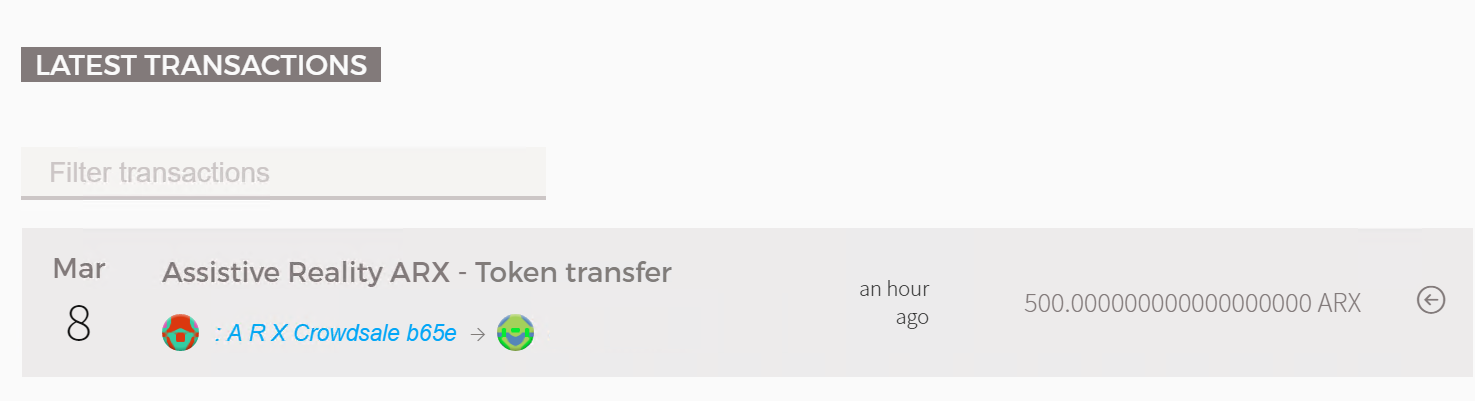 LATEST TRANSACTIONS
Filter transactions
Mar
8
Assistive Reality ARX - Token transfer
: A R X Crowdsale b65e →
an hour
ago
500.000000000000000000 ARX